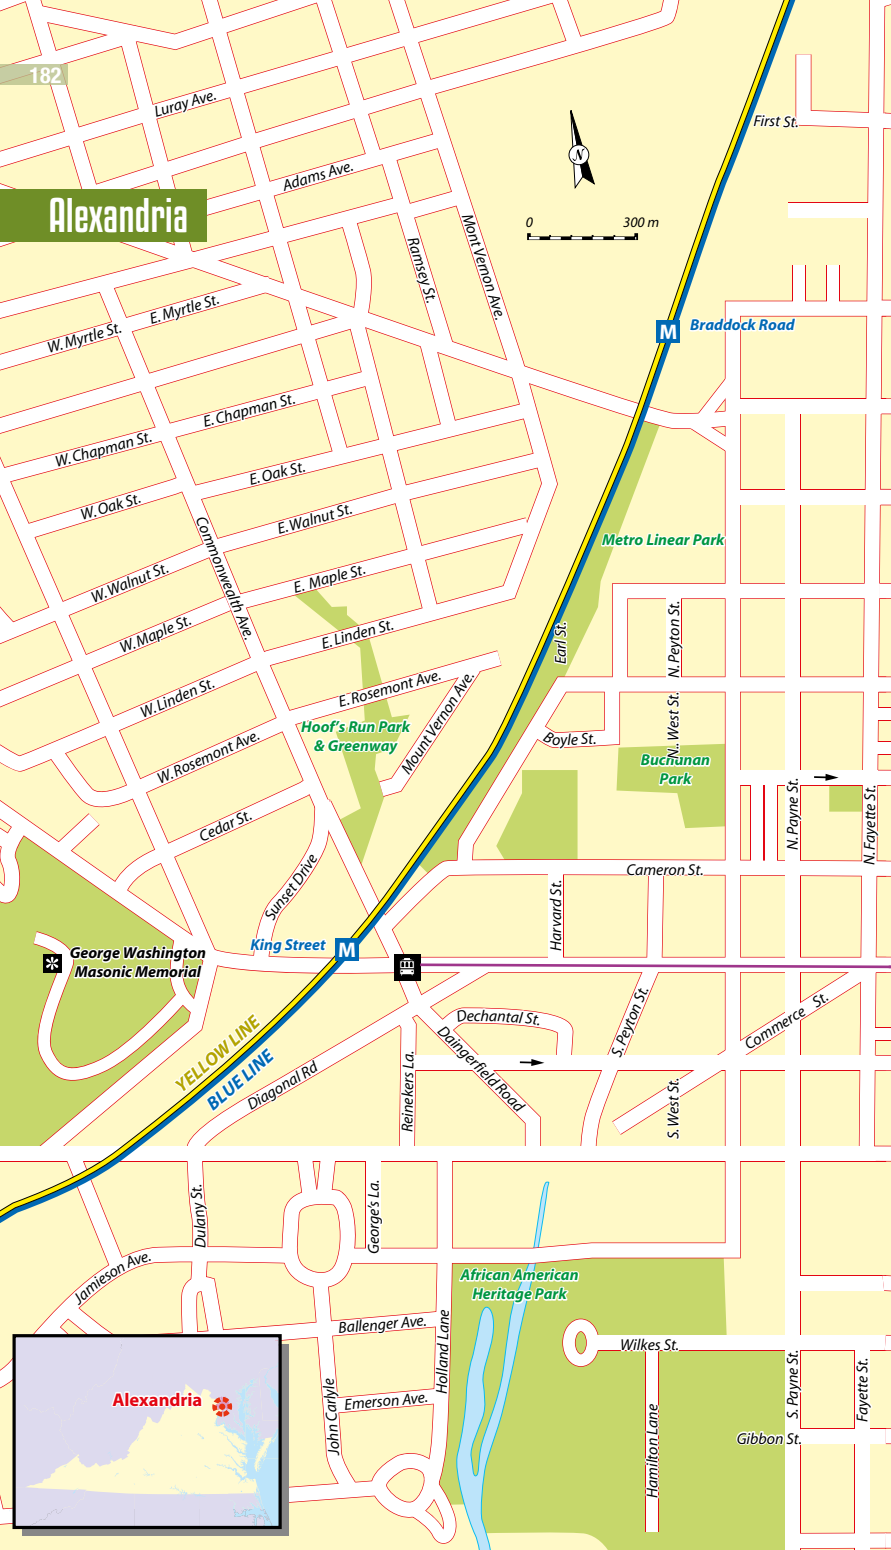 182
Luray Ave.
First St.
Adams Ave.
Alexandria
N
0 300 m
Mont Vernon Ave.
Ramsey St.
E. Myrtle St.
W. Myrtle St.
M
Braddock Road
E. Chapman St.
W. Chapman St.
E. Oak St.
W. Oak St.
E. Walnut St.
Commonwealth Ave.
Metro Linear Park
W. Walnut St.
E. Maple St.
W. Maple St.
E. Linden St.
Earl St.
N. Peyton St.
W. Linden St.
E. Rosemont Ave.
Mount Vernon Ave.
Hoof's Run Park
& Greenway
W. Rosemont Ave.
Boyle St.
N. West St.
Buchanan
Park
N. Payne St.
N. Fayette St.
Cedar St.
Sunset Drive
Cameron St.
Harvard St.
King Street
M
George Washington
Masonic Memorial
YELLOW LINE
BLUE LINE
Diagonal Rd
Dechantal St.
Daingerfield Road
Reinekers La.
S. Peyton St.
Commerce St.
S. West St.
Dulany St.
George's La.
Jamieson Ave.
African American
Heritage Park
Ballenger Ave.
Holland Lane
Wilkes St.
S. Payne St.
Fayette St.
Alexandria
Emerson Ave.
John Carlyle
Hamilton Lane
Gibbon St.